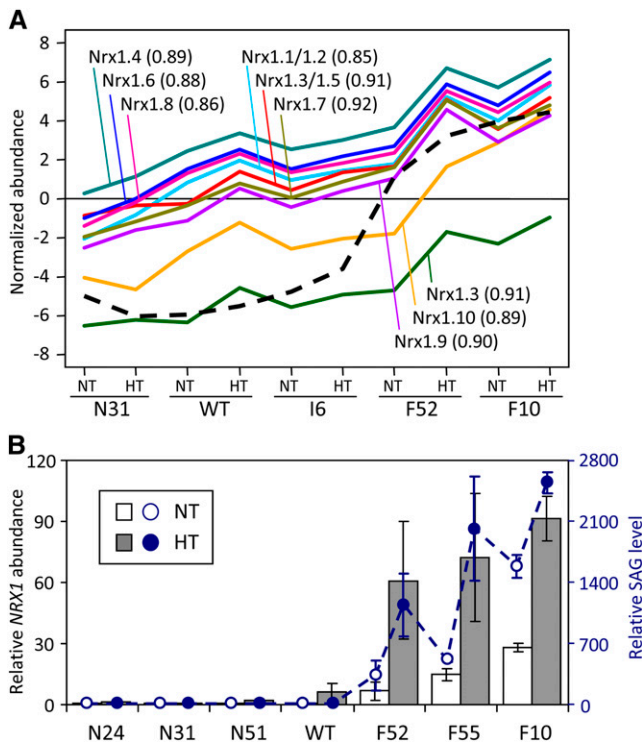 A
Normalized abundance
8
6
4
2
0
-2
-4
-6
-8
Nrx1.4 (0.89)
Nrx1.6 (0.88)
Nrx1.8 (0.86)
Nrx1.1/1.2 (0.85)
Nrx1.3/1.5 (0.91)
Nrx1.7 (0.92)
Nrx1.3 (0.91)
Nrx1.10 (0.89)
Nrx1.9 (0.90)
NT HT NT HT NT HT NT HT NT HT
N31 WT I6 F52 F10
B
Relative NRX1 abundance
120
90
60
30
0
NT
HT
2800
2100
1400
700
0
Relative SAG level
N24 N31 N51 WT F52 F55 F10